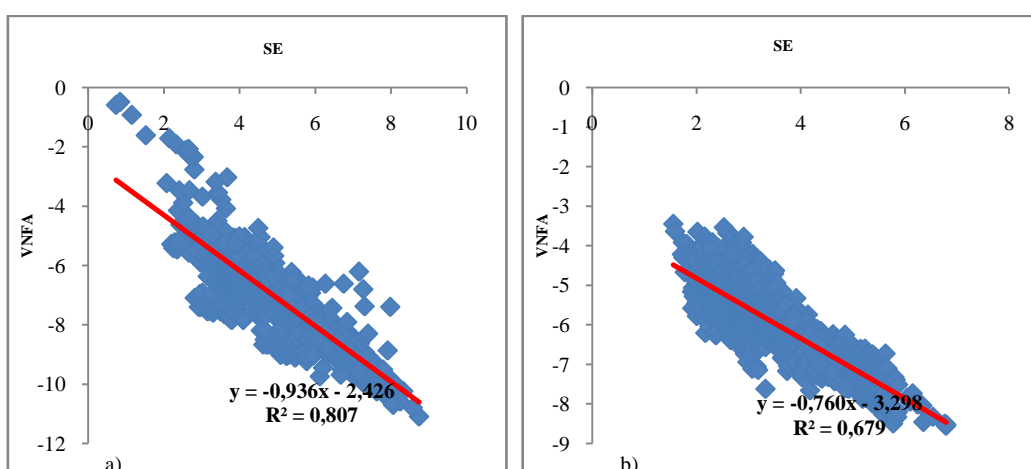 SE
0
-2
-4
-6
-8
-10
-12
0
2
4
6
8
10
VNFA
y = -0,936x - 2,426
R² = 0,807
a)
SE
0
-1
-2
-3
-4
-5
-6
-7
-8
-9
0
2
4
6
8
VNFA
y = -0,760x - 3,298
R² = 0,679
b)